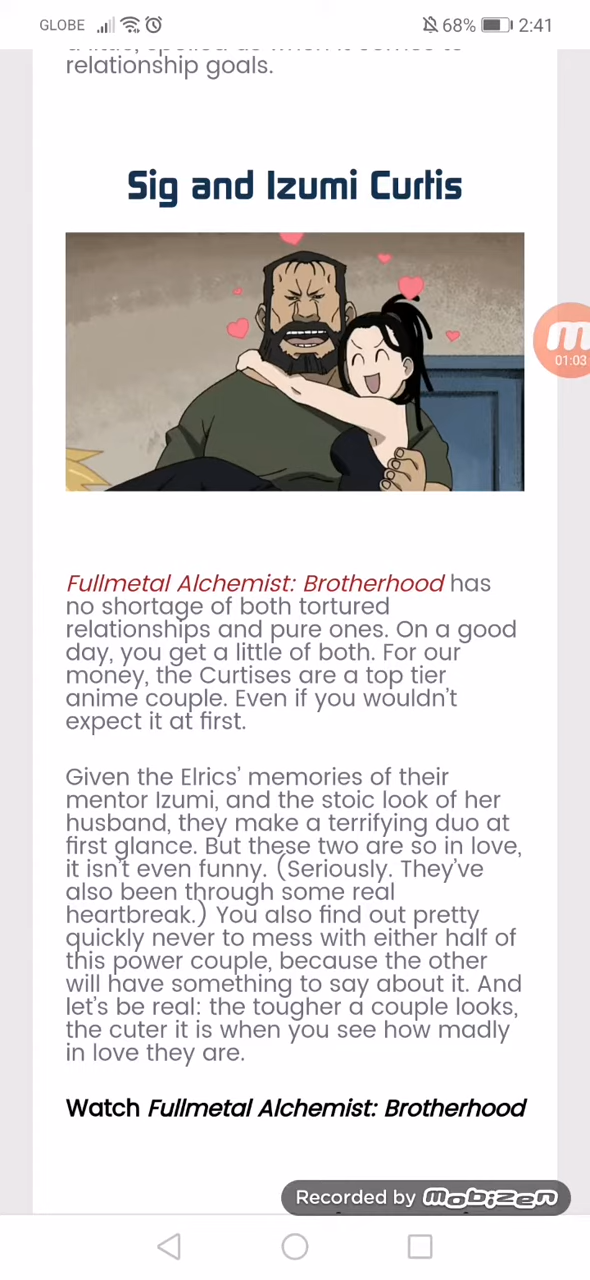 GLOBE 68% 2:41
relationship goals.
Sig and Izumi Curtis
01:03
Fullmetal Alchemist: Brotherhood has
no shortage of both tortured
relationships and pure ones. On a good
day, you get a little of both. For our
money, the Curtises are a top tier
anime couple. Even if you wouldn't
expect it at first.
Given the Elrics' memories of their
mentor Izumi, and the stoic look of her
husband, they make a terrifying duo at
first glance. But these two are so in love,
it isn't even funny. (Seriously. They've
also been through some real
heartbreak.) You also find out pretty
quickly never to mess with either half of
this power couple, because the other
will have something to say about it. And
let's be real: the tougher a couple looks,
the cuter it is when you see how madly
in love they are.
Watch Fullmetal Alchemist: Brotherhood
Recorded by Mobizen